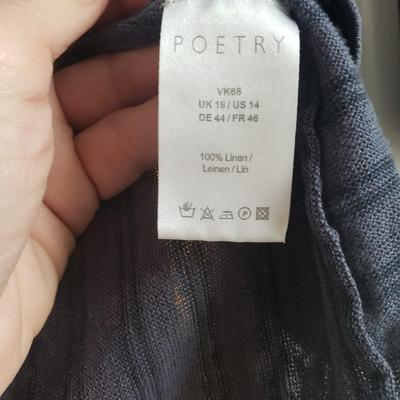 POETRY
VK68
UK 18 / US 14
DE 44 / FR 46
100% Linen /
Leinen / Lin